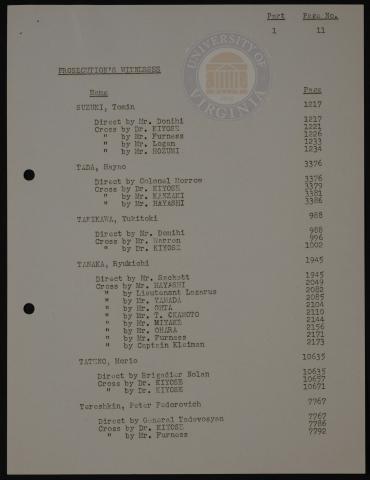 Part Page No.
1 11
UNIVERSITY OF VIRGINIA
PROSECUTION'S WITNESSES
Name Page
SUZUKI, Tomin 1217
Direct by Mr. Donihi 1217
Cross by Dr. KIYOSE 1221
" by Mr. Furness 1226
" by Mr. Logan 1233
" by Mr. HOZUMI 1234
TADA, Hayao 3376
Direct by Colonel Morrow 3376
Cross by Dr. KIYOSE 3379
" by Mr. KANZAKI 3381
" by Mr. HAYASHI 3386
TAKIKAWA, Yukitoki 988
Direct by Mr. Donihi 988
Cross by Mr. Warren 996
" by Dr. KIYOSE 1002
TANAKA, Ryukichi 1945
Direct by Mr. Sackett 1945
Cross by Mr. HAYASHI 2049
" by Lieutenant Lazarus 2082
" by Mr. YAMADA 2085
" by Mr. OHTA 2104
" by Mr. T. OKAMOTO 2110
" by Mr. MIYAKE 2144
" by Mr. OHARA 2156
" by Mr. Furness 2171
" by Captain Kleiman 2173
TATENO, Morio 10635
Direct by Brigadier Nolan 10635
Cross by Dr. KIYOSE 10657
" by Dr. KIYOSE 10671
Tereshkin, Peter Fedorovich 7767
Direct by General Tadevosyan 7767
Cross by Dr. KIYOSE 7786
" by Mr. Furness 7792